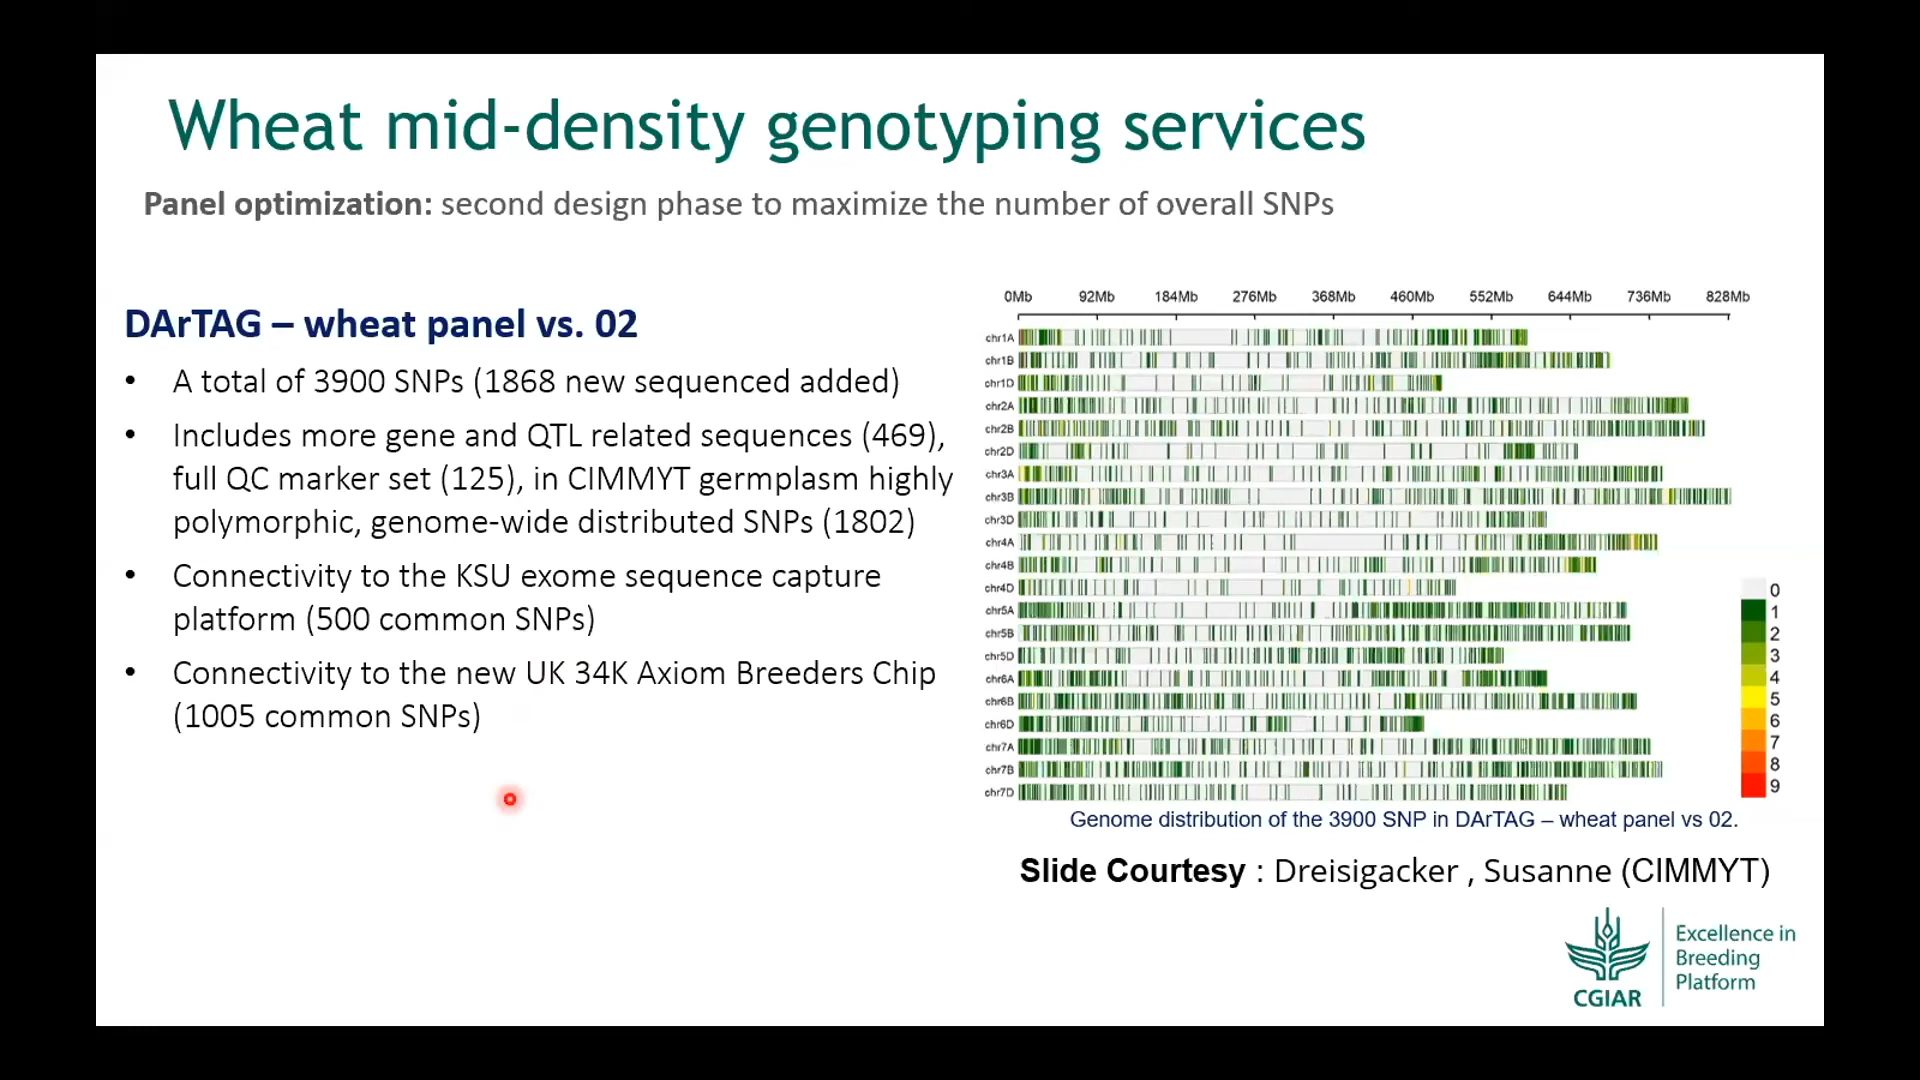 Wheat mid-density genotyping services
Panel optimization: second design phase to maximize the number of overall SNPs
DArTAG – wheat panel vs. 02
• A total of 3900 SNPs (1868 new sequenced added)
• Includes more gene and QTL related sequences (469),
full QC marker set (125), in CIMMYT germplasm highly
polymorphic, genome-wide distributed SNPs (1802)
• Connectivity to the KSU exome sequence capture
platform (500 common SNPs)
• Connectivity to the new UK 34K Axiom Breeders Chip
(1005 common SNPs)
0Mb 92Mb 184Mb 276Mb 368Mb 460Mb 552Mb 644Mb 736Mb 828Mb
chr1A
chr1B
chr1D
chr2A
chr2B
chr2D
chr3A
chr3B
chr3D
chr4A
chr4B
chr4D
chr5A
chr5B
chr5D
chr6A
chr6B
chr6D
chr7A
chr7B
chr7D
0
1
2
3
4
5
6
7
8
9
Genome distribution of the 3900 SNP in DArTAG – wheat panel vs 02.
Slide Courtesy : Dreisigacker , Susanne (CIMMYT)
CGIAR
Excellence in
Breeding
Platform